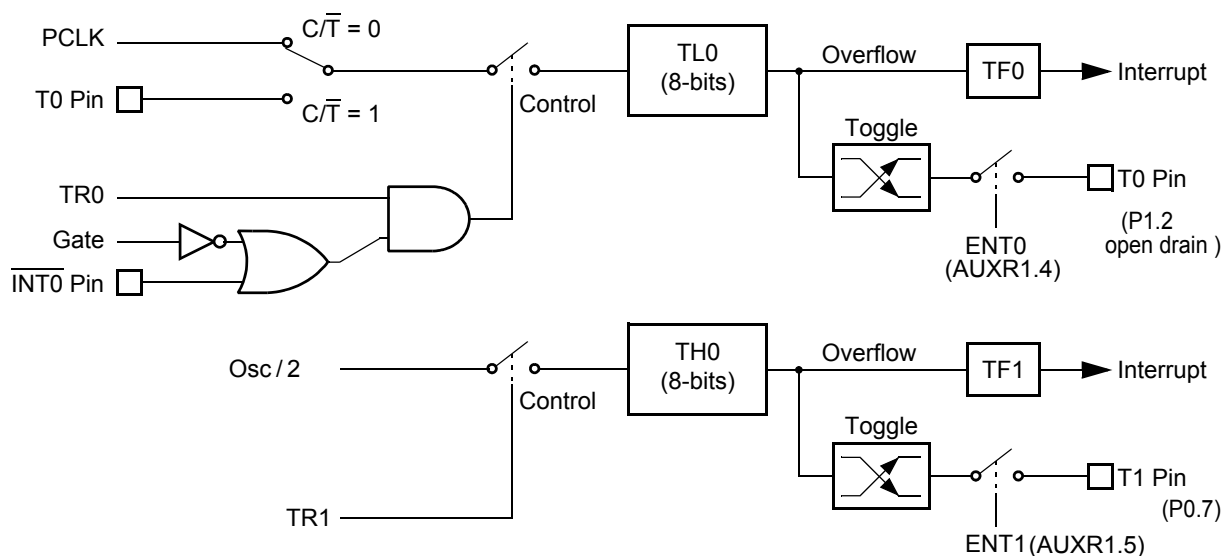 PCLK
C/T̅ = 0
T0 Pin
C/T̅ = 1
Control
TL0
(8-bits)
Overflow
TF0
Interrupt
Toggle
T0 Pin
(P1.2
open drain )
ENT0
(AUXR1.4)
TR0
Gate
I̅N̅T̅0̅ Pin
Osc / 2
Control
TH0
(8-bits)
Overflow
TF1
Interrupt
Toggle
T1 Pin
(P0.7)
TR1
ENT1 (AUXR1.5)